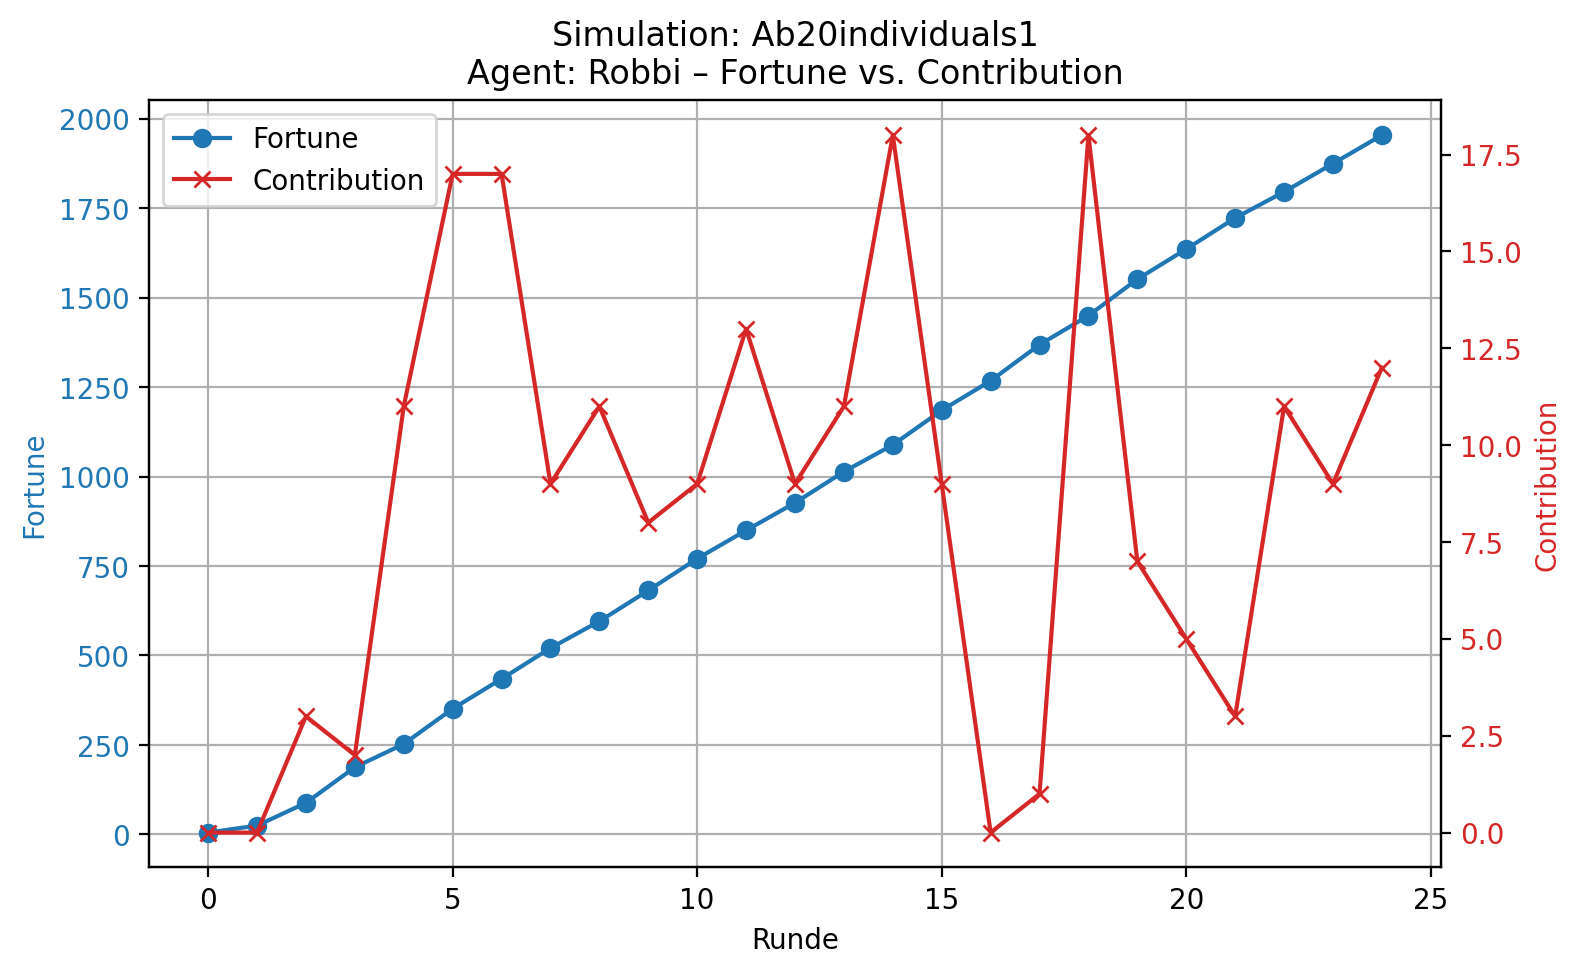 Simulation: Ab20individuals1
Agent: Robbi – Fortune vs. Contribution
Fortune
Contribution
2000
1750
1500
1250
1000
750
500
250
0
Fortune
17.5
15.0
12.5
10.0
7.5
5.0
2.5
0.0
Contribution
0 5 10 15 20 25
Runde